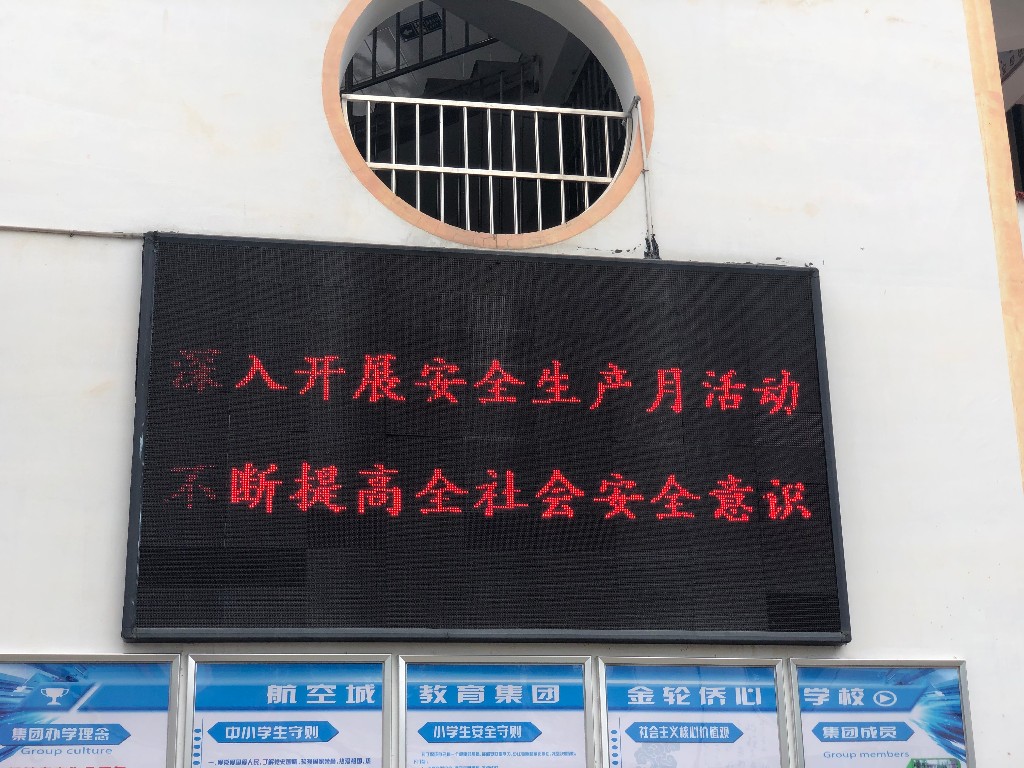 深入开展安全生产月活动
不断提高全社会安全意识
航空城 教育集团 金轮侨心 学校
集团办学理念
Group culture
中小学生守则
小学生安全守则
社会主义核心价值观
集团成员
Group members